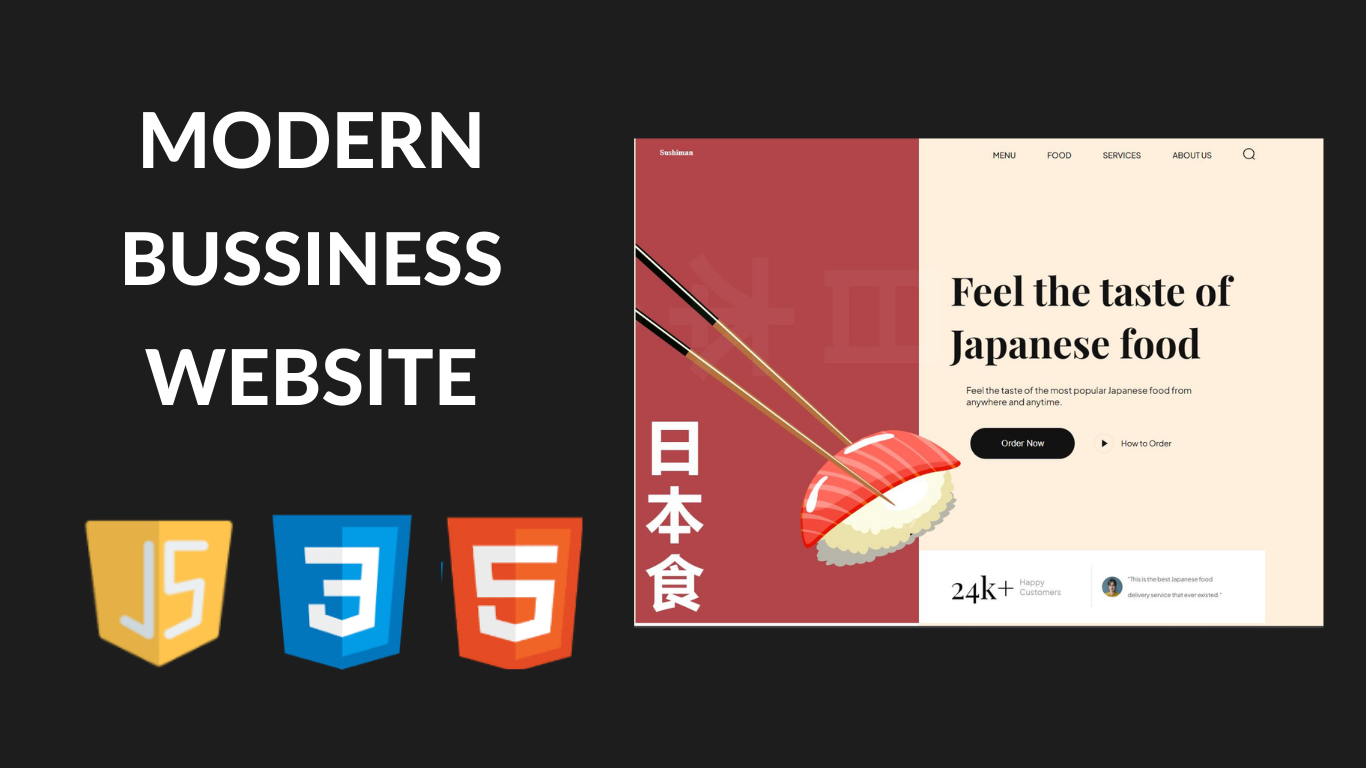 MODERN
BUSSINESS
WEBSITE
JS
3
5
Sushiman
MENU FOOD SERVICES ABOUT US
日
本
食
Feel the taste of
Japanese food
Feel the taste of the most popular Japanese food from
anywhere and anytime.
Order Now
How to Order
24k+
Happy
Customers
"This is the best Japanese food
delivery service that ever existed."